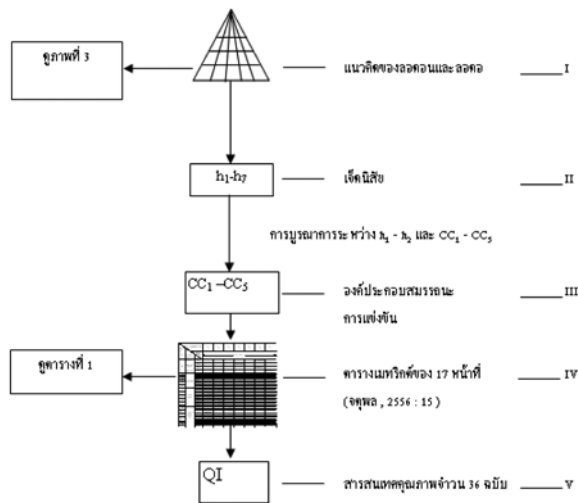 ดูภาพที่ 3
แนวคิดของลอดอนและลอดอ
I
h₁-h₇
เจ็ดนิสัย
II
การบูรณาการระหว่าง h₁ - h₂ และ CC₁ - CC₅
CC₁ –CC₅
องค์ประกอบสมรรถนะ
การแข่งขัน
III
ดูตารางที่ 1
ตารางเมทริกต์ของ 17 หน้าที่
(จตุพล , 2556 : 15 )
IV
QI
สารสนเทศคุณภาพจำวน 36 ฉบับ
V